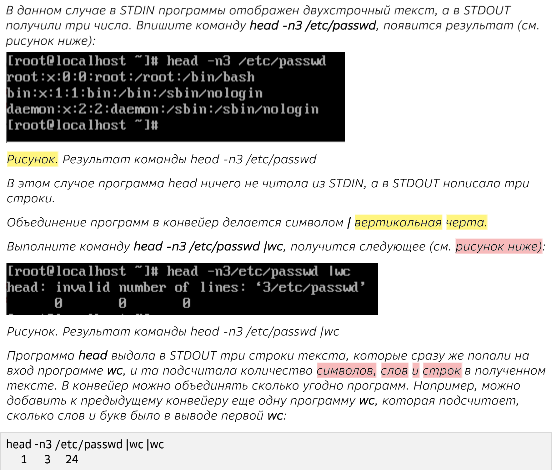 В данном случае в STDIN программы отображен двухстрочный текст, а в STDOUT
получили три числа. Впишите команду head -n3 /etc/passwd, появится результат (см.
рисунок ниже):
[root@localhost ~]# head -n3 /etc/passwd
root:x:0:0:root:/root:/bin/bash
bin:x:1:1:bin:/bin:/sbin/nologin
daemon:x:2:2:daemon:/sbin:/sbin/nologin
[root@localhost ~]#
Рисунок. Результат команды head -n3 /etc/passwd
В этом случае программа head ничего не читала из STDIN, а в STDOUT написало три
строки.
Объединение программ в конвейер делается символом | вертикальная черта.
Выполните команду head -n3 /etc/passwd |wc, получится следующее (см. рисунок ниже):
[root@localhost ~]# head -n3/etc/passwd |wc
head: invalid number of lines: ‘3/etc/passwd’
0 0 0
Рисунок. Результат команды head -n3 /etc/passwd |wc
Программа head выдала в STDOUT три строки текста, которые сразу же попали на
вход программе wc, и та подсчитала количество символов, слов и строк в полученном
тексте. В конвейер можно объединять сколько угодно программ. Например, можно
добавить к предыдущему конвейеру еще одну программу wc, которая подсчитает,
сколько слов и букв было в выводе первой wc:
head -n3 /etc/passwd |wc |wc
1 3 24